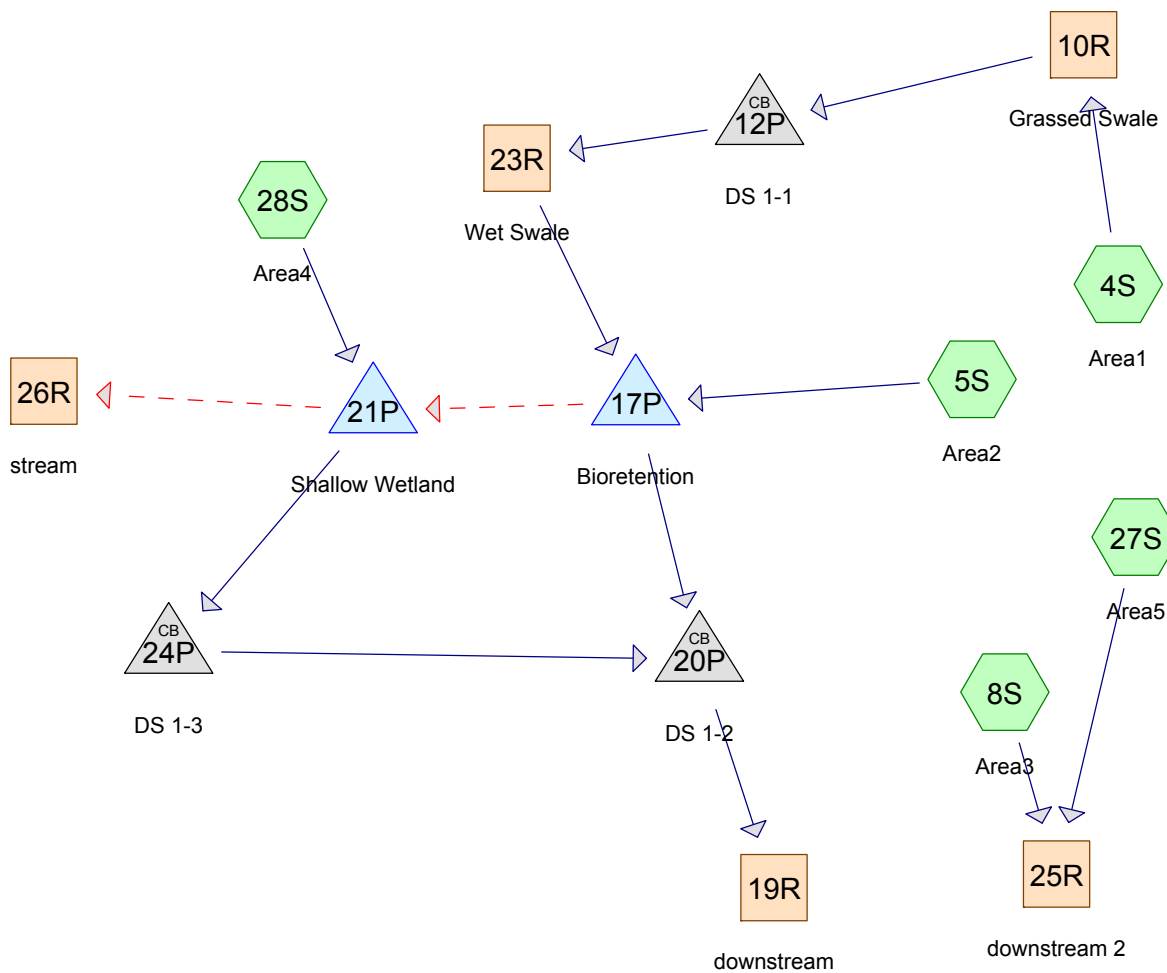 10R
Grassed Swale
CB
12P
DS 1-1
23R
Wet Swale
28S
Area4
4S
Area1
26R
stream
21P
Shallow Wetland
17P
Bioretention
5S
Area2
27S
Area5
CB
24P
DS 1-3
CB
20P
DS 1-2
8S
Area3
19R
downstream
25R
downstream 2